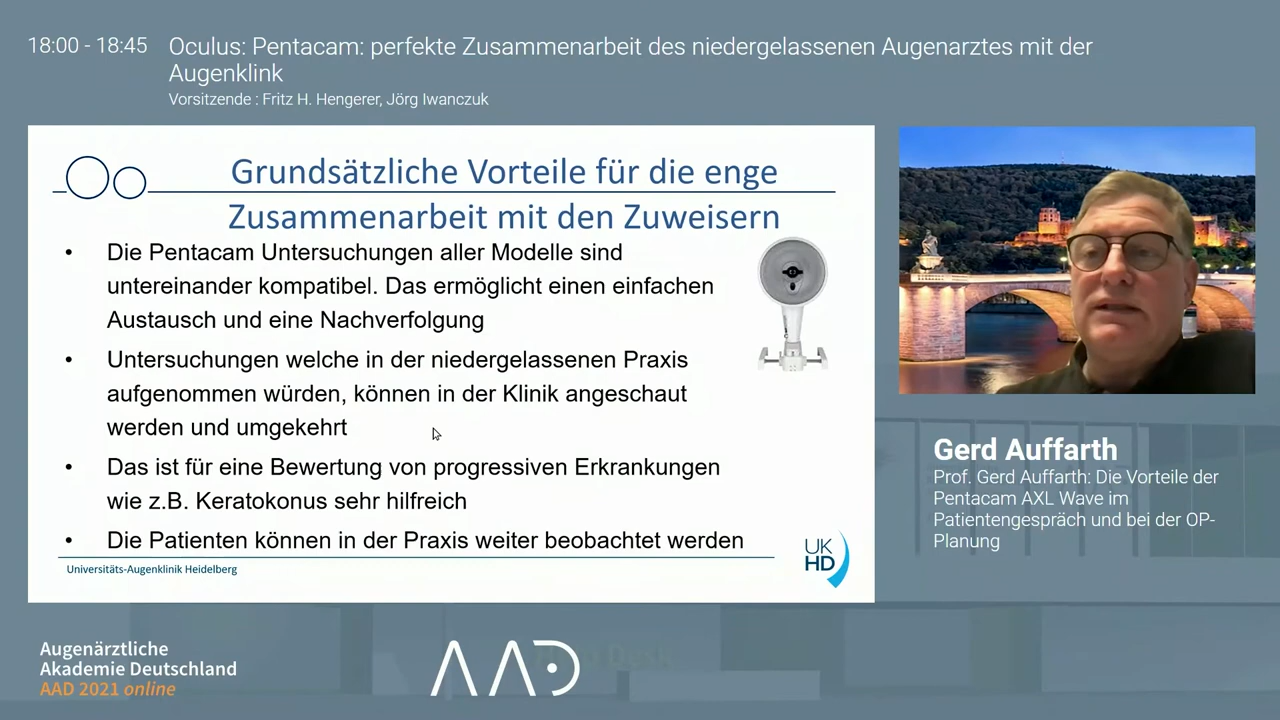 18:00 - 18:45
Oculus: Pentacam: perfekte Zusammenarbeit des niedergelassenen Augenarztes mit der
Augenklink
Vorsitzende : Fritz H. Hengerer, Jörg Iwanczuk
Grundsätzliche Vorteile für die enge
Zusammenarbeit mit den Zuweisern
• Die Pentacam Untersuchungen aller Modelle sind
untereinander kompatibel. Das ermöglicht einen einfachen
Austausch und eine Nachverfolgung
• Untersuchungen welche in der niedergelassenen Praxis
aufgenommen würden, können in der Klinik angeschaut
werden und umgekehrt
• Das ist für eine Bewertung von progressiven Erkrankungen
wie z.B. Keratokonus sehr hilfreich
• Die Patienten können in der Praxis weiter beobachtet werden
Universitäts-Augenklinik Heidelberg
UK
HD
Gerd Auffarth
Prof. Gerd Auffarth: Die Vorteile der
Pentacam AXL Wave im
Patientengespräch und bei der OP-
Planung
Augenärztliche
Akademie Deutschland
AAD 2021 online
AAD